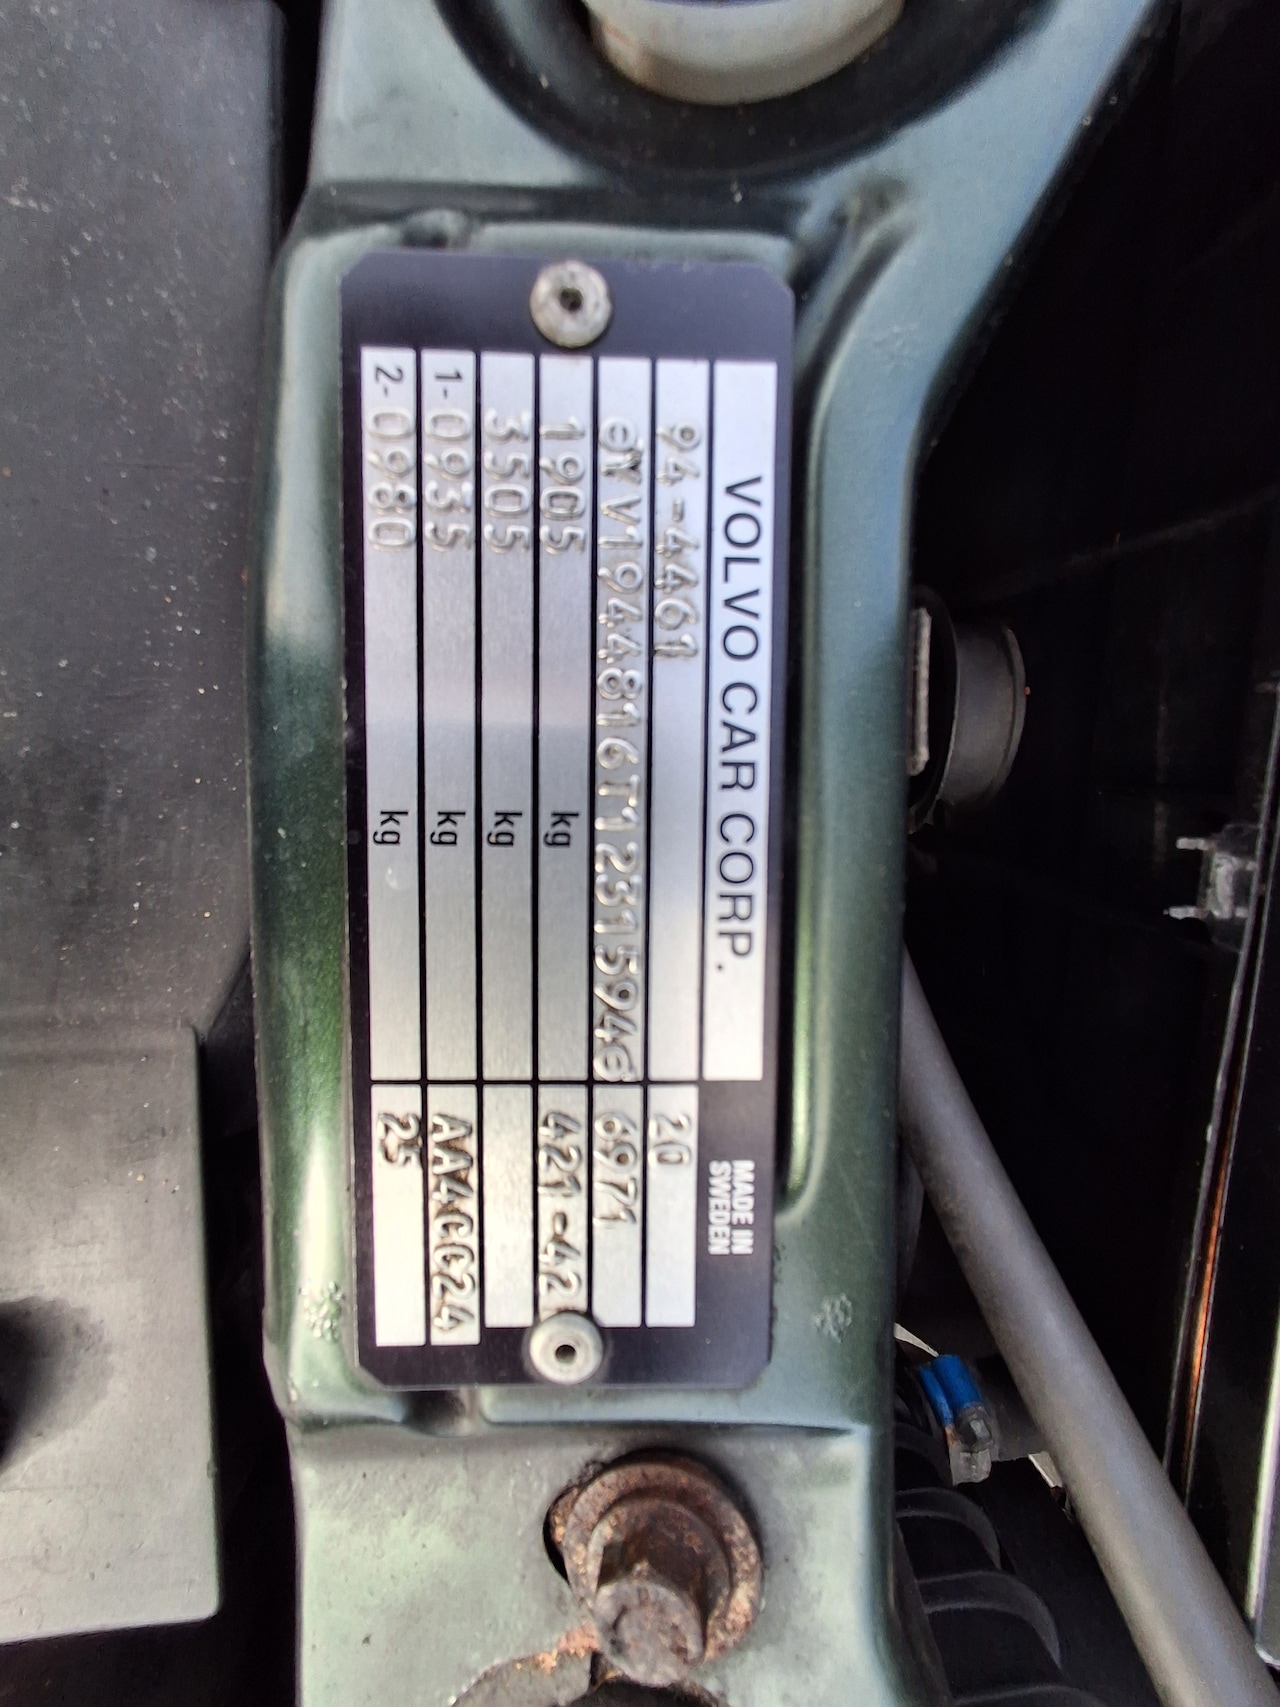 VOLVO CAR CORP.
MADE IN
SWEDEN
94-4461 20
YV1944816T1231594 6971
1905 kg 421-42
3505 kg
1-0935 kg
2-0980 kg 25